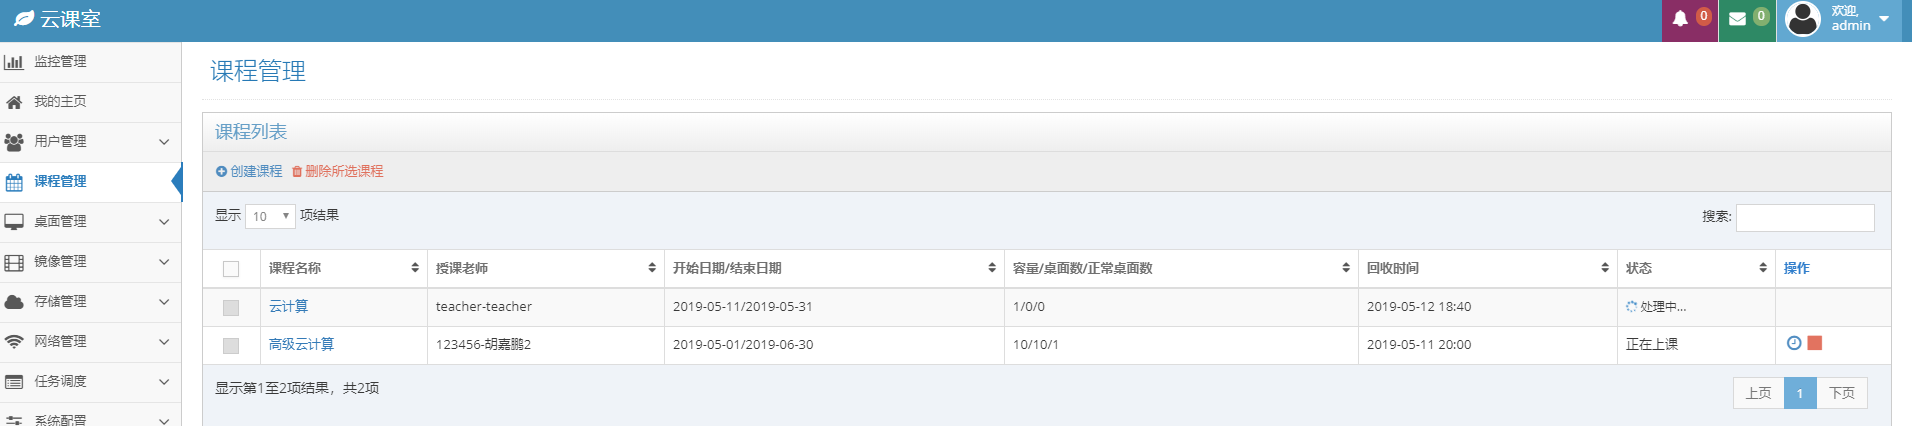 云课室
0
0
欢迎,
admin
监控管理
我的主页
用户管理
课程管理
桌面管理
镜像管理
存储管理
网络管理
任务调度
系统配置
课程管理
课程列表
创建课程 删除所选课程
显示 10 项结果
搜索:
课程名称 授课老师 开始日期/结束日期 容量/桌面数/正常桌面数 回收时间 状态 操作
云计算 teacher-teacher 2019-05-11/2019-05-31 1/0/0 2019-05-12 18:40 处理中...
高级云计算 123456-胡嘉鹏2 2019-05-01/2019-06-30 10/10/1 2019-05-11 20:00 正在上课
显示第1至2项结果，共2项
上页 1 下页